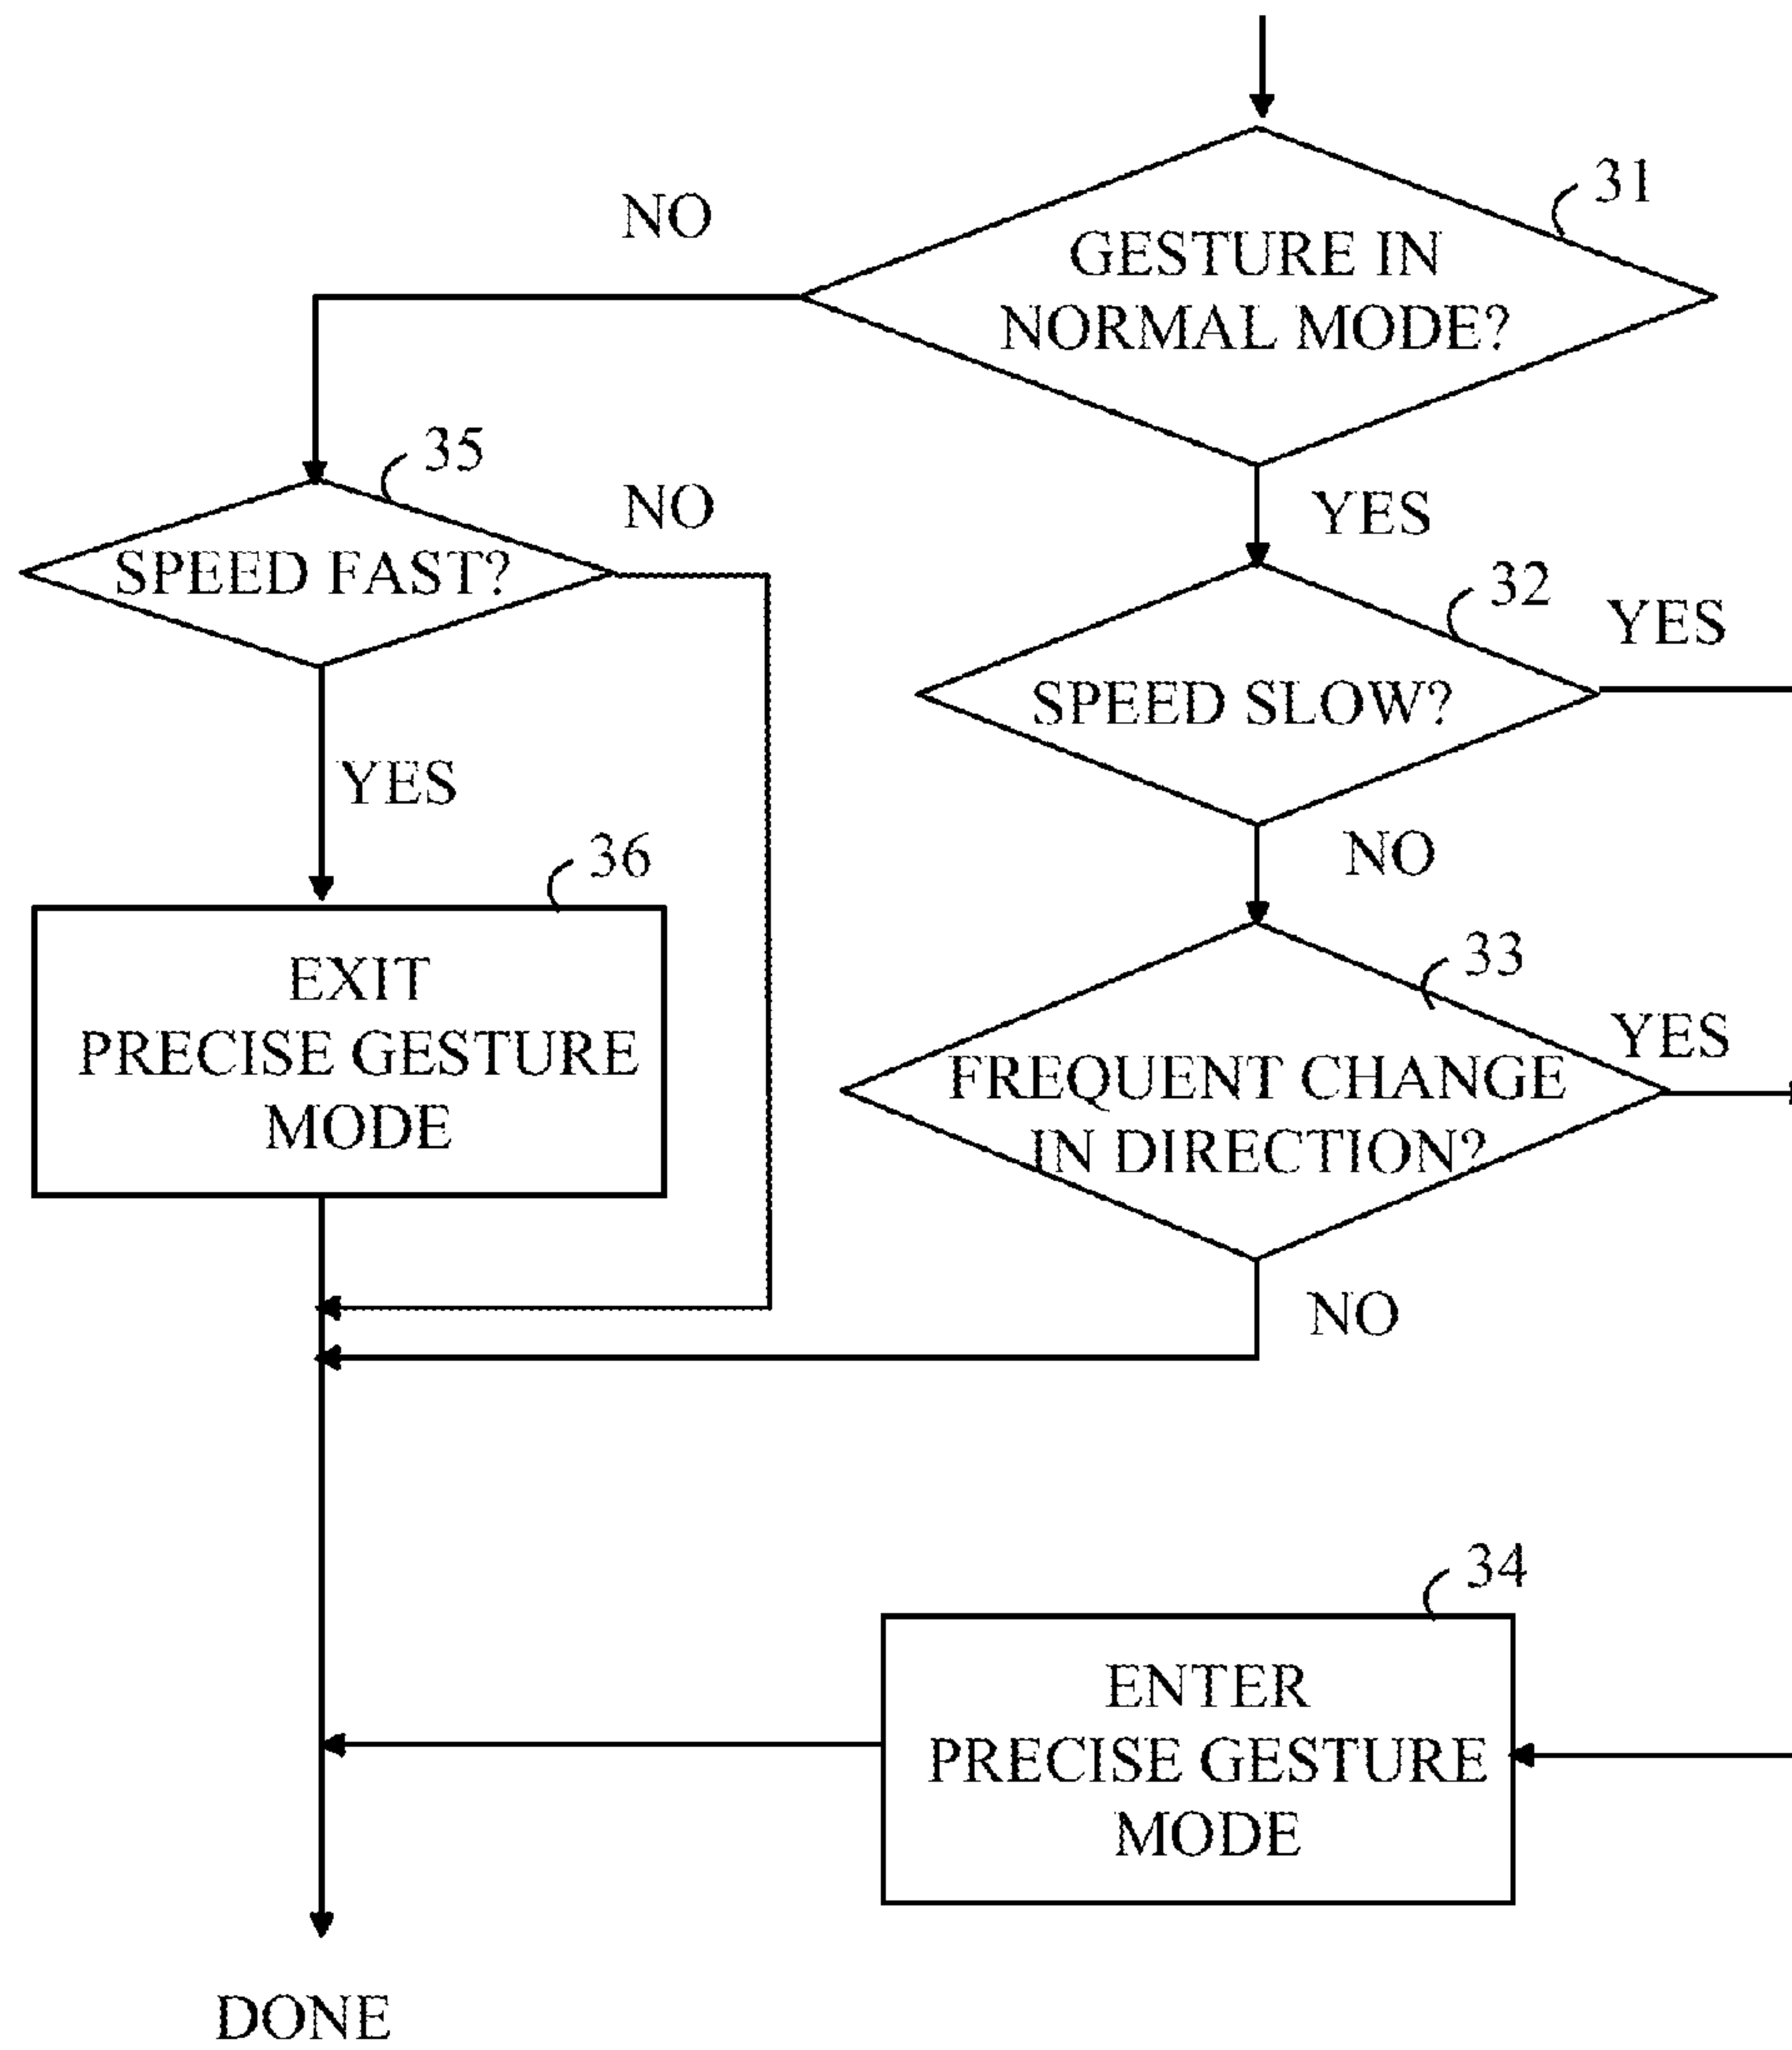 31
NO
GESTURE IN
NORMAL MODE?
35
NO
YES
SPEED FAST?
32
YES
SPEED SLOW?
YES
NO
36
EXIT
PRECISE GESTURE
MODE
33
YES
FREQUENT CHANGE
IN DIRECTION?
NO
34
ENTER
PRECISE GESTURE
MODE
DONE